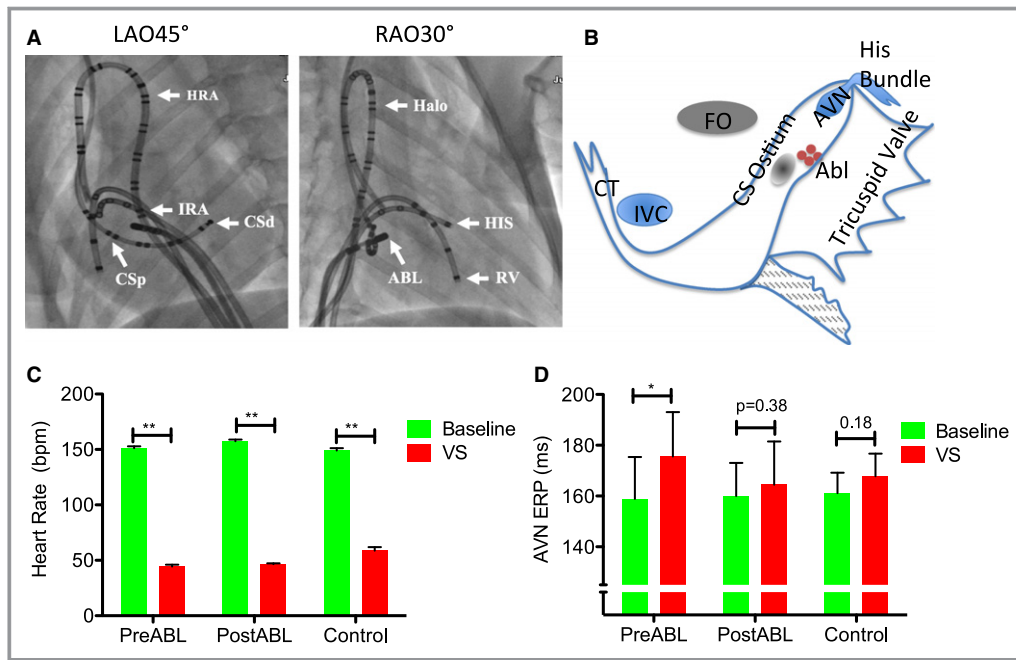 A
LAO45°
RAO30°
HRA
IRA
CSd
CSp
Halo
HIS
ABL
RV
B
His
Bundle
AVN
FO
CS Ostium
Abl
CT
IVC
Tricuspid Valve
C
200
150
100
50
0
Heart Rate (bpm)
**
**
**
Baseline
VS
PreABL
PostABL
Control
D
200
180
160
140
AVN ERP (ms)
*
p=0.38
0.18
Baseline
VS
PreABL
PostABL
Control